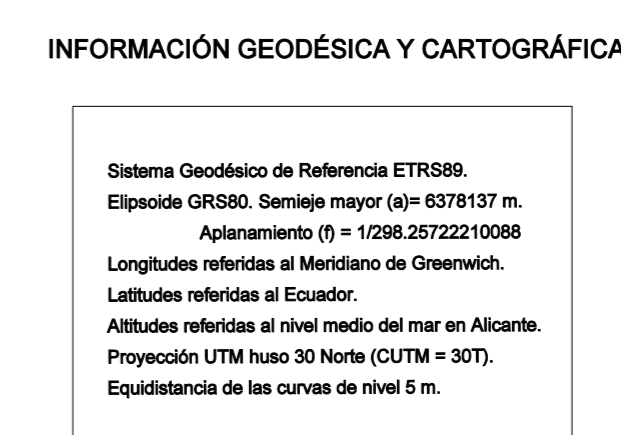 INFORMACIÓN GEODÉSICA Y CARTOGRÁFICA
Sistema Geodésico de Referencia ETRS89.
Elipsoide GRS80. Semieje mayor (a)= 6378137 m.
Aplanamiento (f) = 1/298.25722210088
Longitudes referidas al Meridiano de Greenwich.
Latitudes referidas al Ecuador.
Altitudes referidas al nivel medio del mar en Alicante.
Proyección UTM huso 30 Norte (CUTM = 30T).
Equidistancia de las curvas de nivel 5 m.